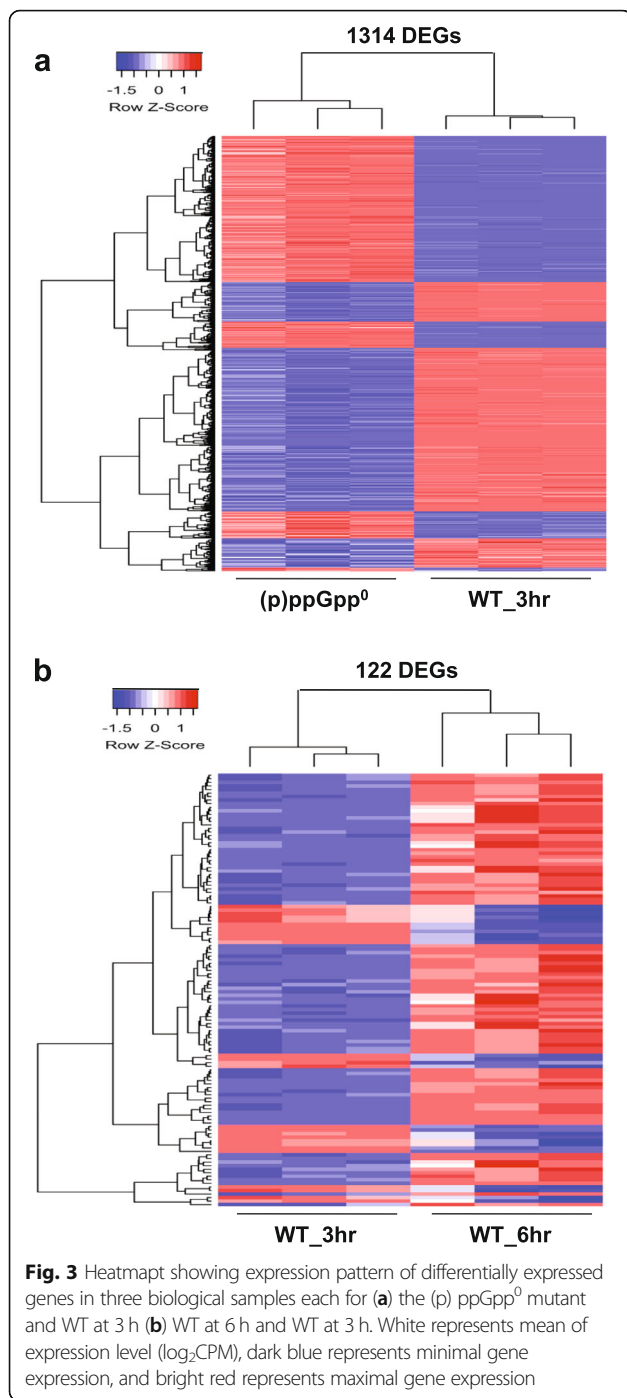 a
1314 DEGs
-1.5 0 1
Row Z-Score
(p)ppGpp⁰ WT_3hr
b
122 DEGs
-1.5 0 1
Row Z-Score
WT_3hr WT_6hr
Fig. 3 Heatmapt showing expression pattern of differentially expressed
genes in three biological samples each for (a) the (p) ppGpp⁰ mutant
and WT at 3 h (b) WT at 6 h and WT at 3 h. White represents mean of
expression level (log₂CPM), dark blue represents minimal gene
expression, and bright red represents maximal gene expression